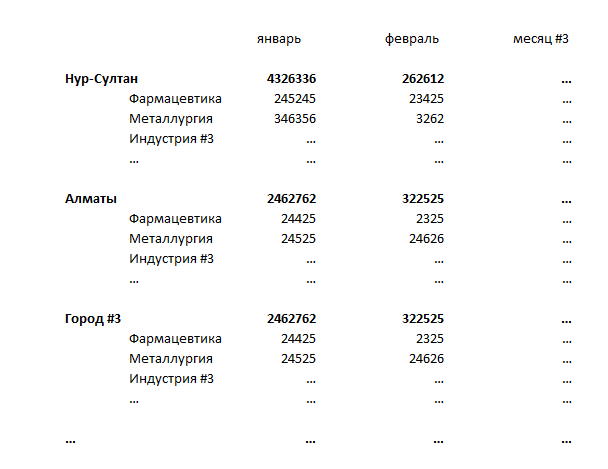 январь февраль месяц #3
Нур-Султан 4326336 262612 ...
Фармацевтика 245245 23425 ...
Металлургия 346356 3262 ...
Индустрия #3 ... ... ...
... ... ... ...
Алматы 2462762 322525 ...
Фармацевтика 24425 2325 ...
Металлургия 24525 24626 ...
Индустрия #3 ... ... ...
... ... ... ...
Город #3 2462762 322525 ...
Фармацевтика 24425 2325 ...
Металлургия 24525 24626 ...
Индустрия #3 ... ... ...
... ... ... ...
... ... ... ...